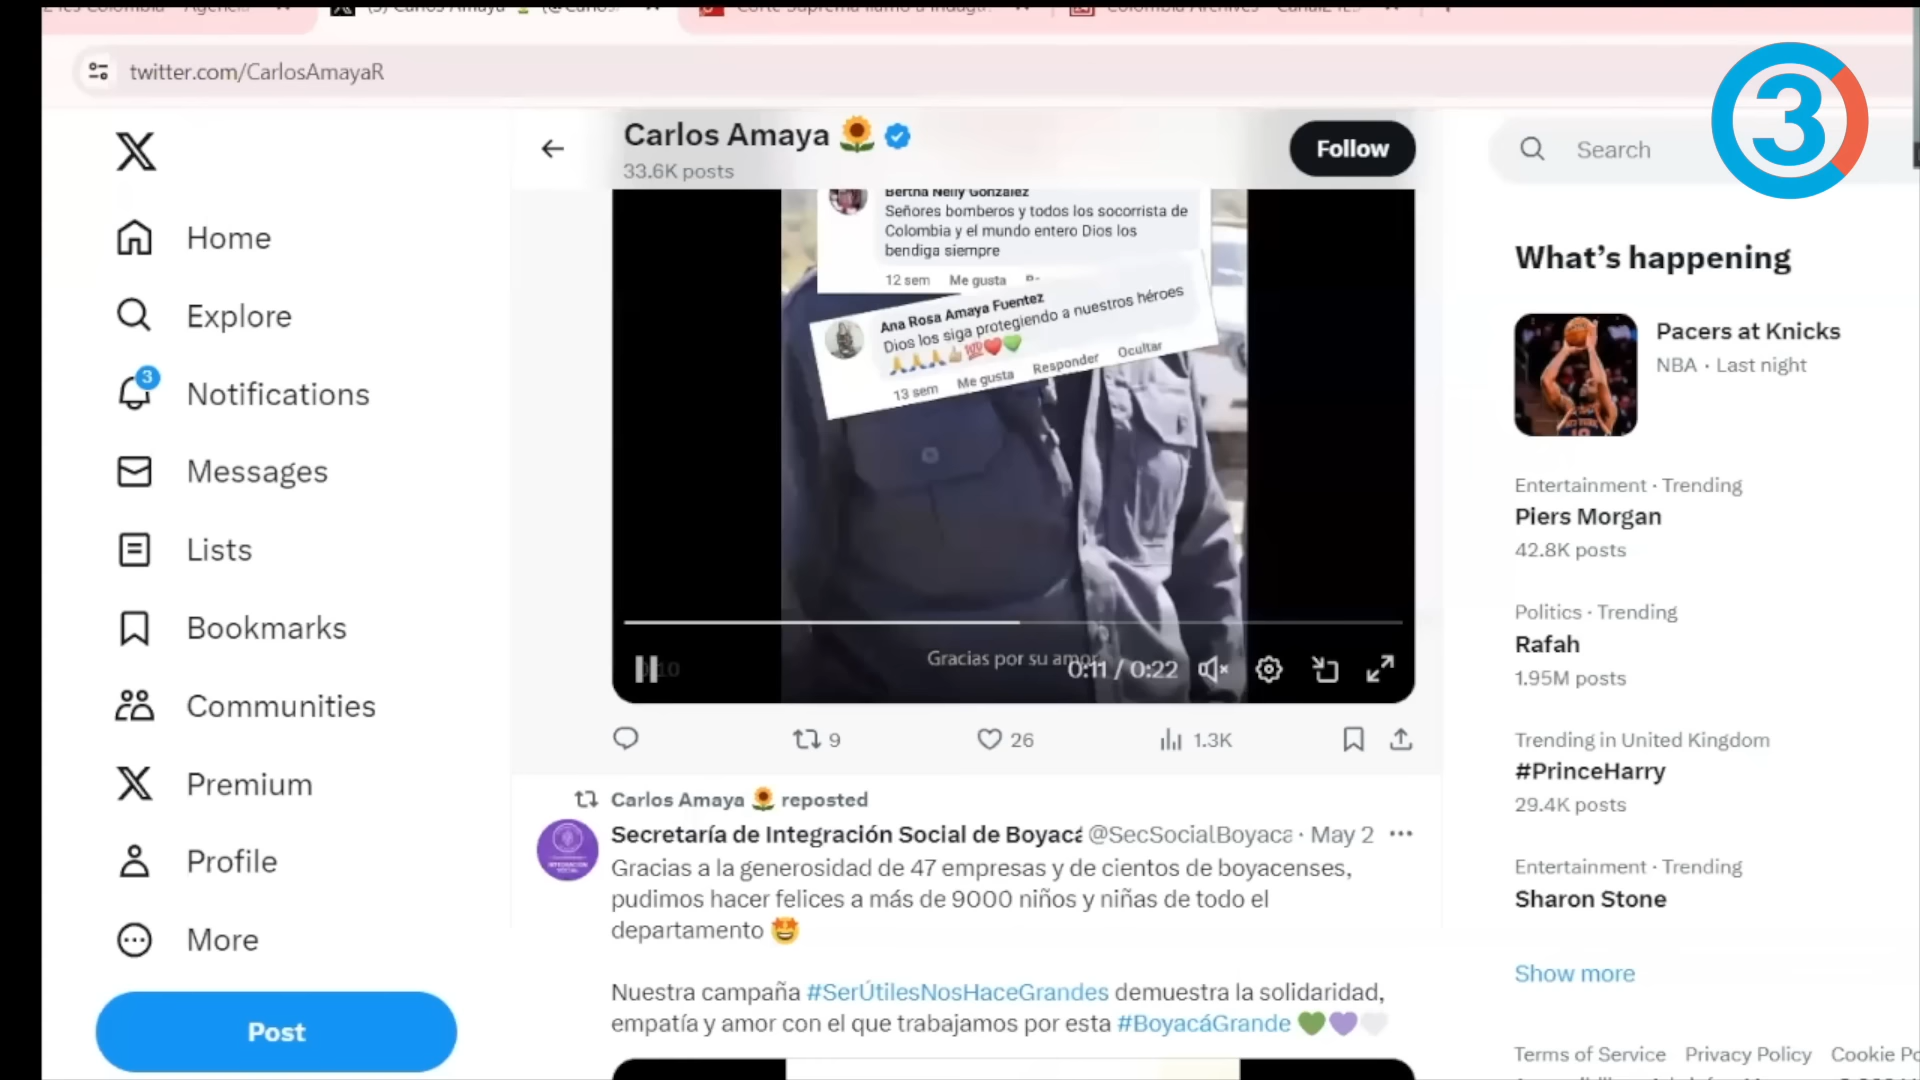 twitter.com/CarlosAmayaR
3
Carlos Amaya
33.6K posts
Follow
Search
Home
Explore
3
Notifications
Messages
Lists
Bookmarks
Communities
Premium
Profile
More
Post
Bertha Nelly González
Señores bomberos y todos los socorrista de
Colombia y el mundo entero Dios los
bendiga siempre
12 sem Me gusta
Ana Rosa Amaya Fuentez
Dios los siga protegiendo a nuestros héroes
🙏🙏🙏👍💯❤️💚
13 sem Me gusta Responder Ocultar
Gracias por su amor
0:11 / 0:22
9
26
1.3K
Carlos Amaya 🌻 reposted
Secretaría de Integración Social de Boyacá @SecSocialBoyaca · May 2
Gracias a la generosidad de 47 empresas y de cientos de boyacenses,
pudimos hacer felices a más de 9000 niños y niñas de todo el
departamento 🤩
Nuestra campaña #SerÚtilesNosHaceGrandes demuestra la solidaridad,
empatía y amor con el que trabajamos por esta #BoyacáGrande 💚💜🤍
What's happening
Pacers at Knicks
NBA · Last night
Entertainment · Trending
Piers Morgan
42.8K posts
Politics · Trending
Rafah
1.95M posts
Trending in United Kingdom
#PrinceHarry
29.4K posts
Entertainment · Trending
Sharon Stone
Show more
Terms of Service Privacy Policy Cookie